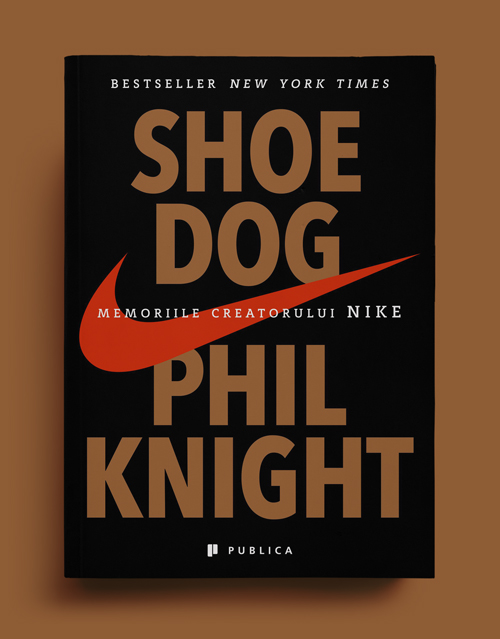 BESTSELLER NEW YORK TIMES
SHOE
DOG
MEMORIILE CREATORULUI NIKE
PHIL
KNIGHT
PUBLICA